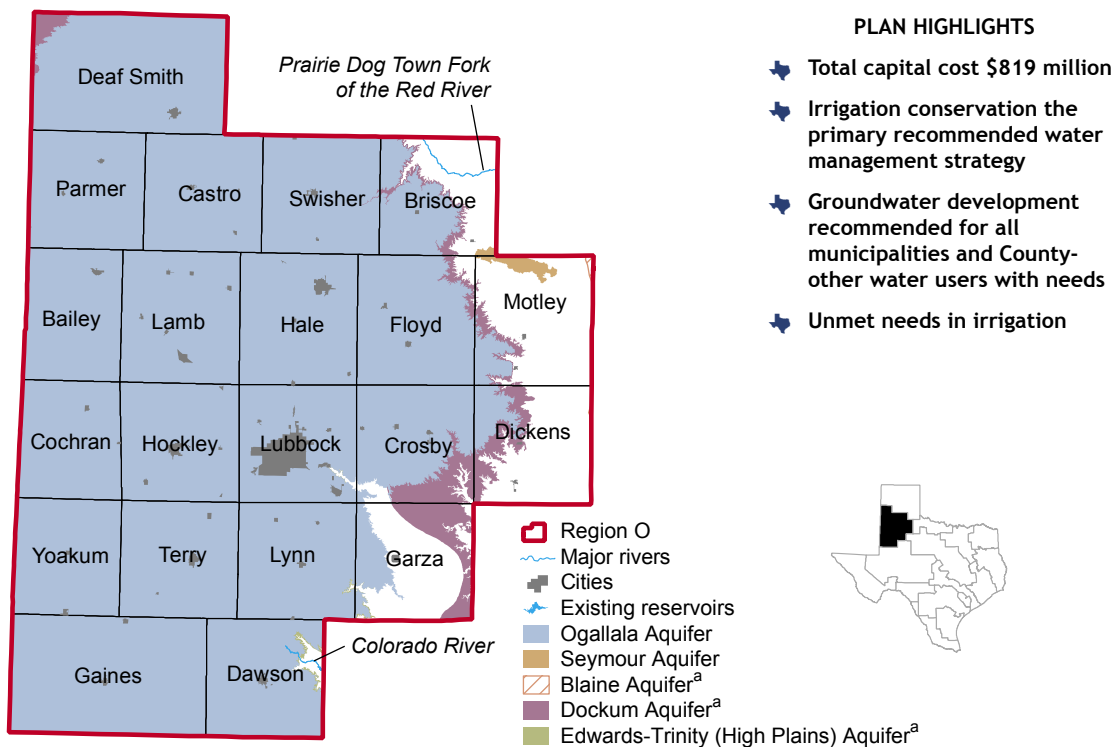 PLAN HIGHLIGHTS
Total capital cost $819 million
Irrigation conservation the
primary recommended water
management strategy
Groundwater development
recommended for all
municipalities and County-
other water users with needs
Unmet needs in irrigation
Prairie Dog Town Fork
of the Red River
Deaf Smith
Parmer
Castro
Swisher
Briscoe
Bailey
Lamb
Hale
Floyd
Motley
Cochran
Hockley
Lubbock
Crosby
Dickens
Yoakum
Terry
Lynn
Garza
Gaines
Dawson
Colorado River
Region O
Major rivers
Cities
Existing reservoirs
Ogallala Aquifer
Seymour Aquifer
Blaine Aquiferᵃ
Dockum Aquiferᵃ
Edwards-Trinity (High Plains) Aquiferᵃ